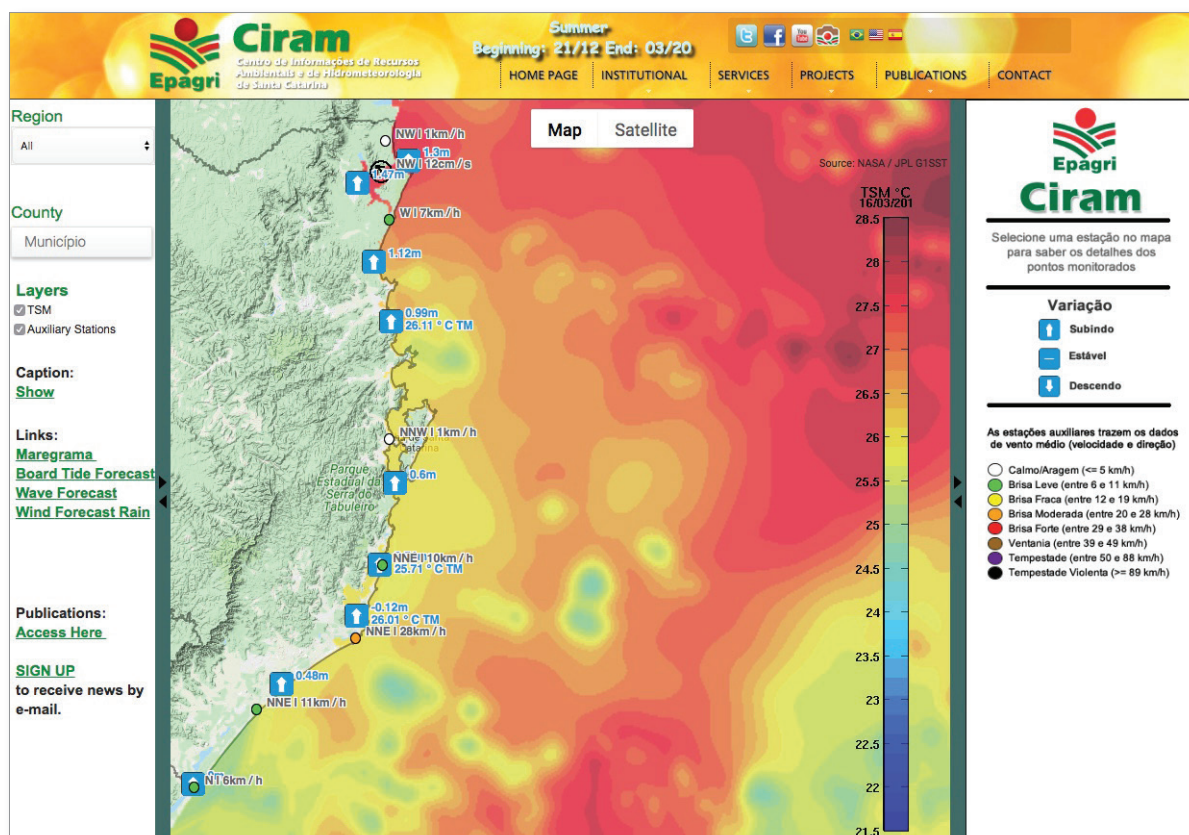 Epagri
Ciram
Centro de Informações de Recursos
Ambientais e de Hidrometeorologia
de Santa Catarina
Summer
Beginning: 21/12 End: 03/20
You
Tube
HOME PAGE
INSTITUTIONAL
SERVICES
PROJECTS
PUBLICATIONS
CONTACT
Region
All
County
Município
Layers
TSM
Auxiliary Stations
Caption:
Show
Links:
Maregrama
Board Tide Forecast
Wave Forecast
Wind Forecast Rain
Publications:
Access Here
SIGN UP
to receive news by
e-mail.
Map
Satellite
Source: NASA / JPL G1SST
NW | 1km / h
1.3m
NW | 12cm / s
1.47m
W | 7km / h
1.12m
0.99m
26.11 ° C TM
NNW | 1km / h
0.6m
Parque
Estadual da
Serra do
Tabuleiro
NNE | 10km / h
25.71 ° C TM
-0.12m
26.01 ° C TM
NNE | 28km / h
0.48m
NNE | 11km / h
N | 6km / h
TSM °C
16/03/201
28.5
28
27.5
27
26.5
26
25.5
25
24.5
24
23.5
23
22.5
22
21.5
Epagri
Ciram
Selecione uma estação no mapa
para saber os detalhes dos
pontos monitorados
Variação
Subindo
Estável
Descendo
As estações auxiliares trazem os dados
de vento médio (velocidade e direção)
Calmo/Aragem (<= 5 km/h)
Brisa Leve (entre 6 e 11 km/h)
Brisa Fraca (entre 12 e 19 km/h)
Brisa Moderada (entre 20 e 28 km/h)
Brisa Forte (entre 29 e 38 km/h)
Ventania (entre 39 e 49 km/h)
Tempestade (entre 50 e 88 km/h)
Tempestade Violenta (>= 89 km/h)